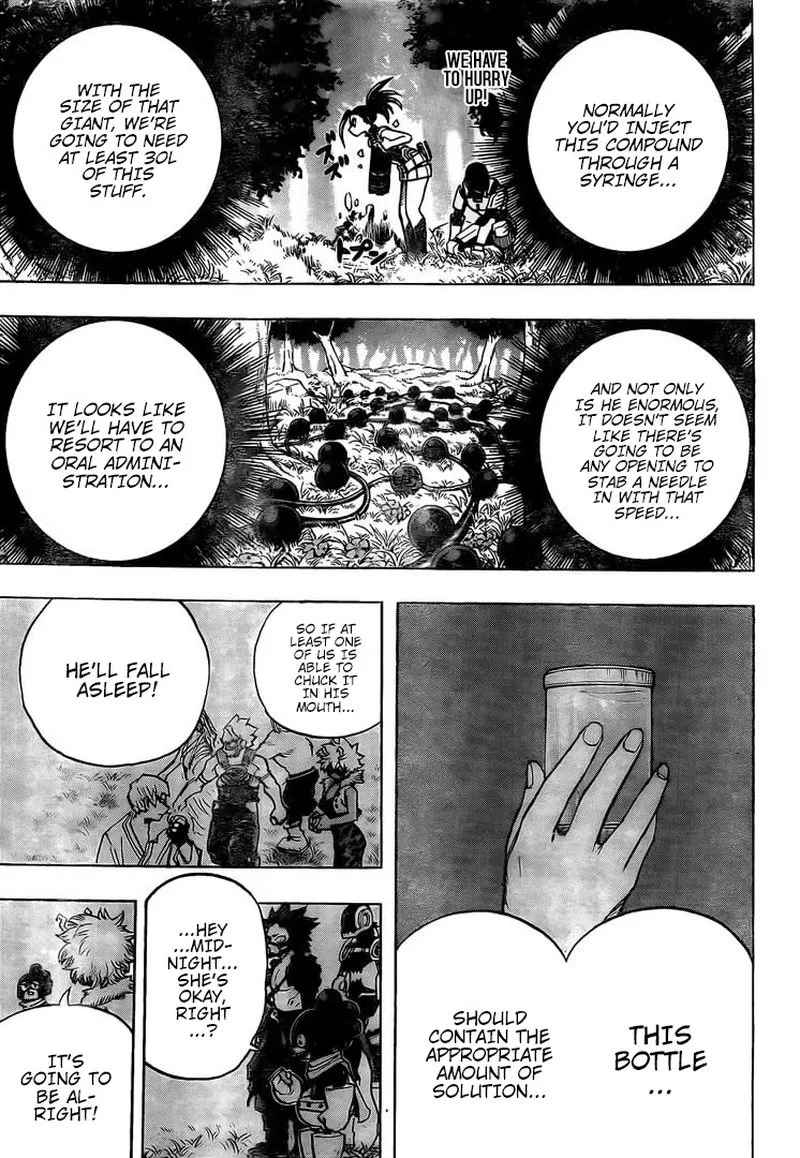 NORMALLY
YOU'D INJECT
THIS COMPOUND
THROUGH A
SYRINGE...
WE HAVE
TO HURRY
UP!
ズズ
トプン
WITH THE
SIZE OF THAT
GIANT, WE'RE
GOING TO NEED
AT LEAST 30L
OF THIS
STUFF.
AND NOT ONLY
IS HE ENORMOUS,
IT DOESN'T SEEM
LIKE THERE'S
GOING TO BE
ANY OPENING TO
STAB A NEEDLE
IN WITH THAT
SPEED...
IT LOOKS LIKE
WE'LL HAVE TO
RESORT TO AN
ORAL ADMINI-
STRATION...
THIS
BOTTLE
...
SHOULD
CONTAIN THE
APPROPRIATE
AMOUNT OF
SOLUTION...
SO IF AT
LEAST ONE
OF US IS
ABLE TO
CHUCK IT
IN HIS
MOUTH...
HE'LL FALL
ASLEEP!
...HEY
...MID-
NIGHT...
SHE'S
OKAY,
RIGHT
...?
IT'S
GOING TO
BE AL-
RIGHT!